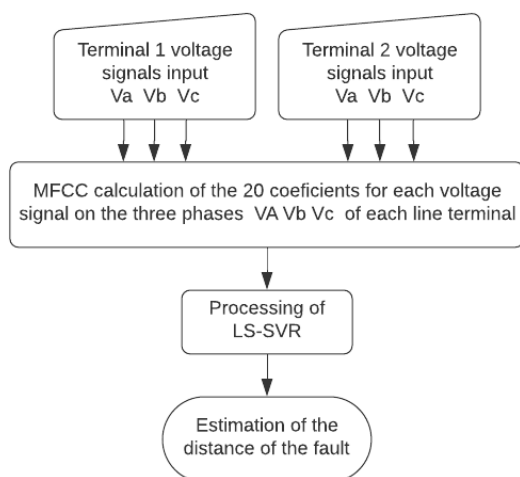 Terminal 1 voltage
signals input
Va Vb Vc
Terminal 2 voltage
signals input
Va Vb Vc
MFCC calculation of the 20 coeficients for each voltage
signal on the three phases VA Vb Vc of each line terminal
Processing of
LS-SVR
Estimation of the
distance of the fault